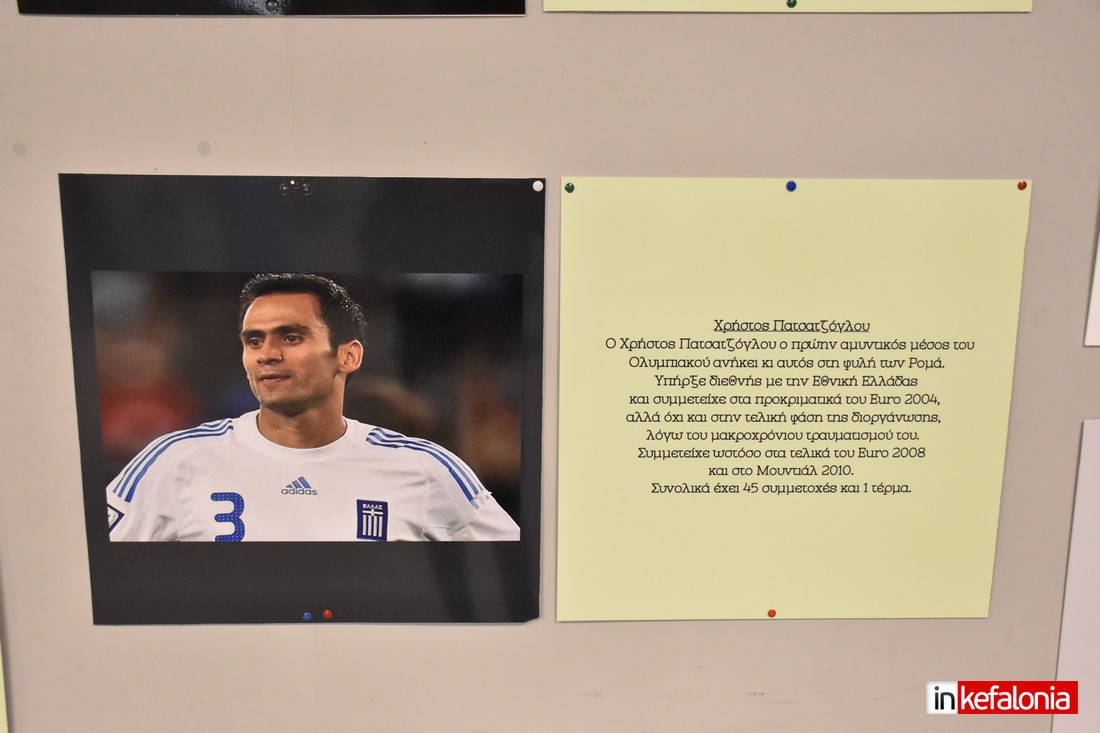 adidas
3
ΕΛΛΑΣ
Χρήστος Πατσατζόγλου
Ο Χρήστος Πατσατζόγλου ο πρώην αμυντικός μέσος του
Ολυμπιακού ανήκει κι αυτός στη φυλή των Ρομά.
Υπήρξε διεθνής με την Εθνική Ελλάδας
και συμμετείχε στα προκριματικά του Euro 2004,
αλλά όχι και στην τελική φάση της διοργάνωσης,
λόγω του μακροχρόνιου τραυματισμού του.
Συμμετείχε ωστόσο στα τελικά του Euro 2008
και στο Μουντιάλ 2010.
Συνολικά έχει 45 συμμετοχές και 1 τέρμα.
inkefalonia